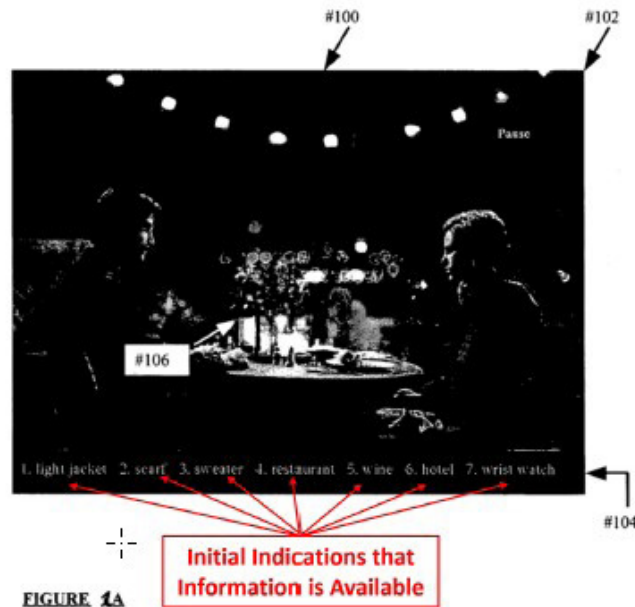 #100 #102
Pause
#106
1. light jacket 2. scarf 3. sweater 4. restaurant 5. wine 6. hotel 7. wrist watch
#104
Initial Indications that
Information is Available
FIGURE 1A